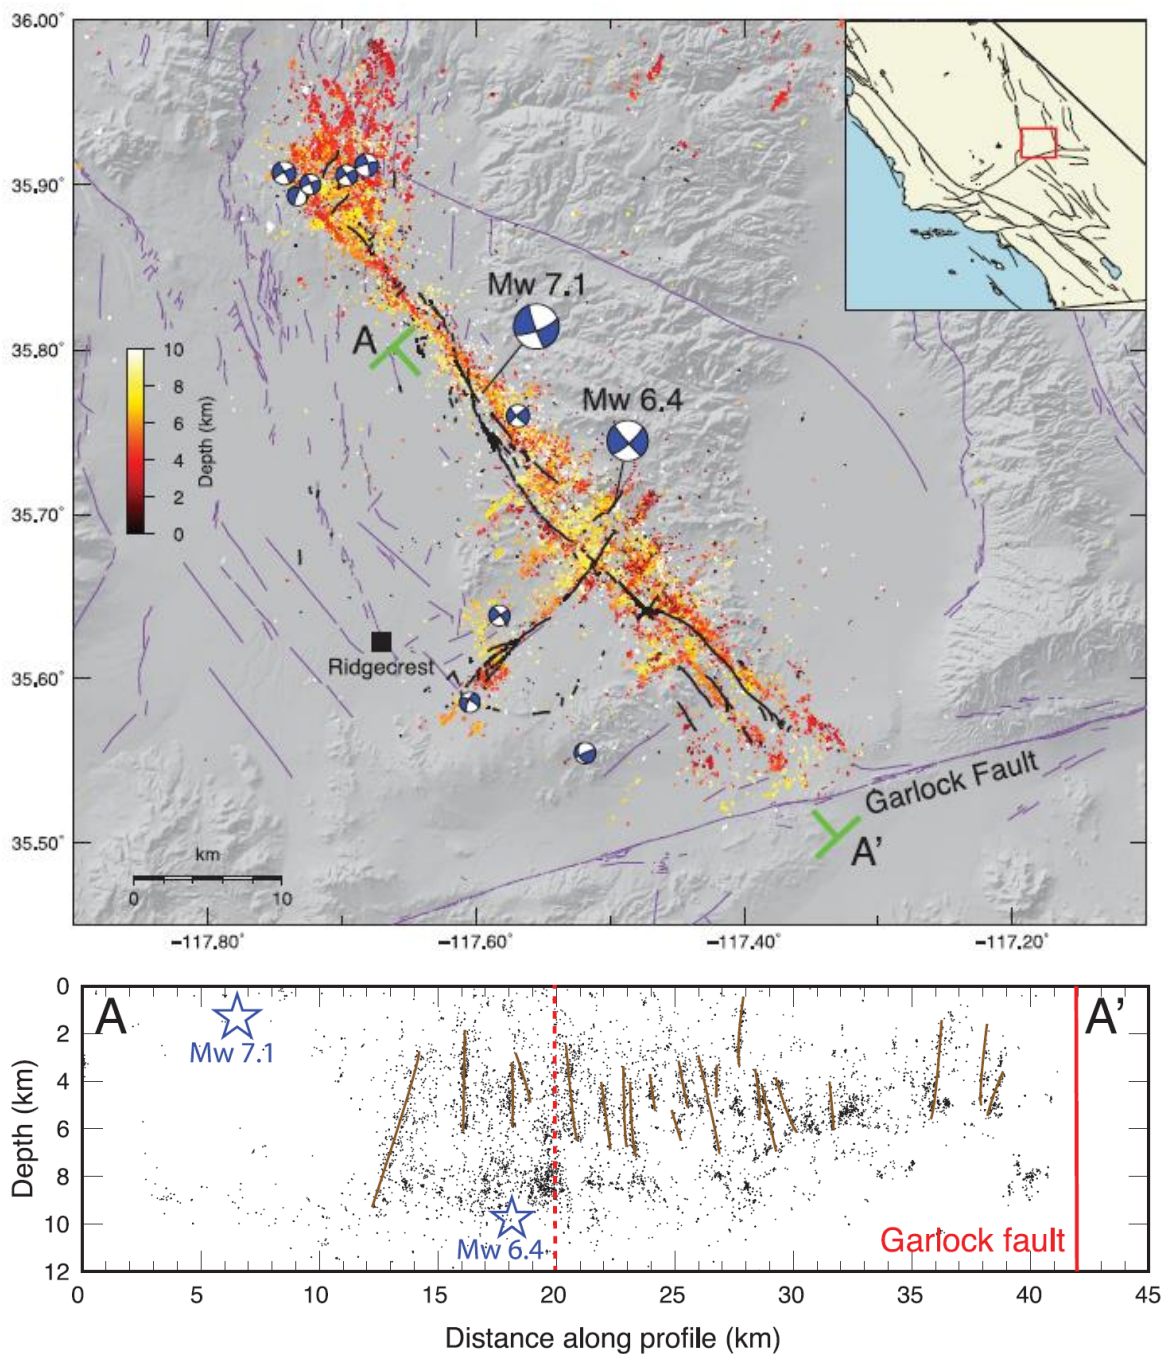 36.00°
35.90°
35.80°
35.70°
35.60°
35.50°
Mw 7.1
Mw 6.4
A
10
8
6
4
2
0
Depth (km)
Ridgecrest
Garlock Fault
A'
km
0 10
−117.80° −117.60° −117.40° −117.20°
A A'
Mw 7.1
Mw 6.4
Garlock fault
0
2
4
6
8
10
12
Depth (km)
0 5 10 15 20 25 30 35 40 45
Distance along profile (km)